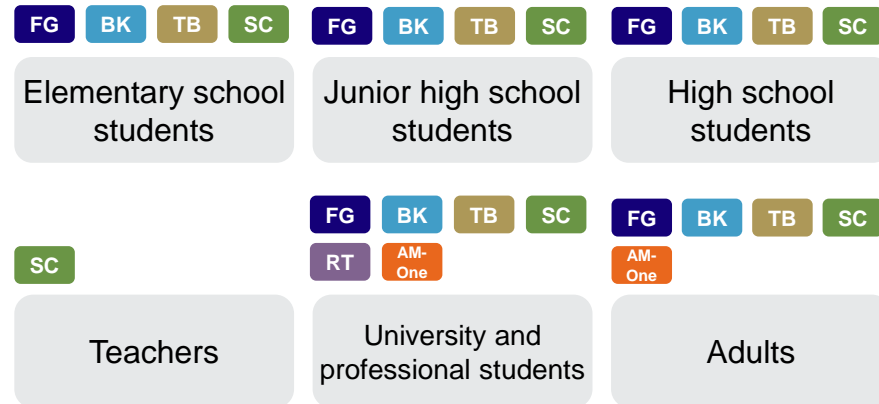 FG BK TB SC
Elementary school
students
FG BK TB SC
Junior high school
students
FG BK TB SC
High school
students
SC
Teachers
FG BK TB SC
RT AM-
One
University and
professional students
FG BK TB SC
AM-
One
Adults